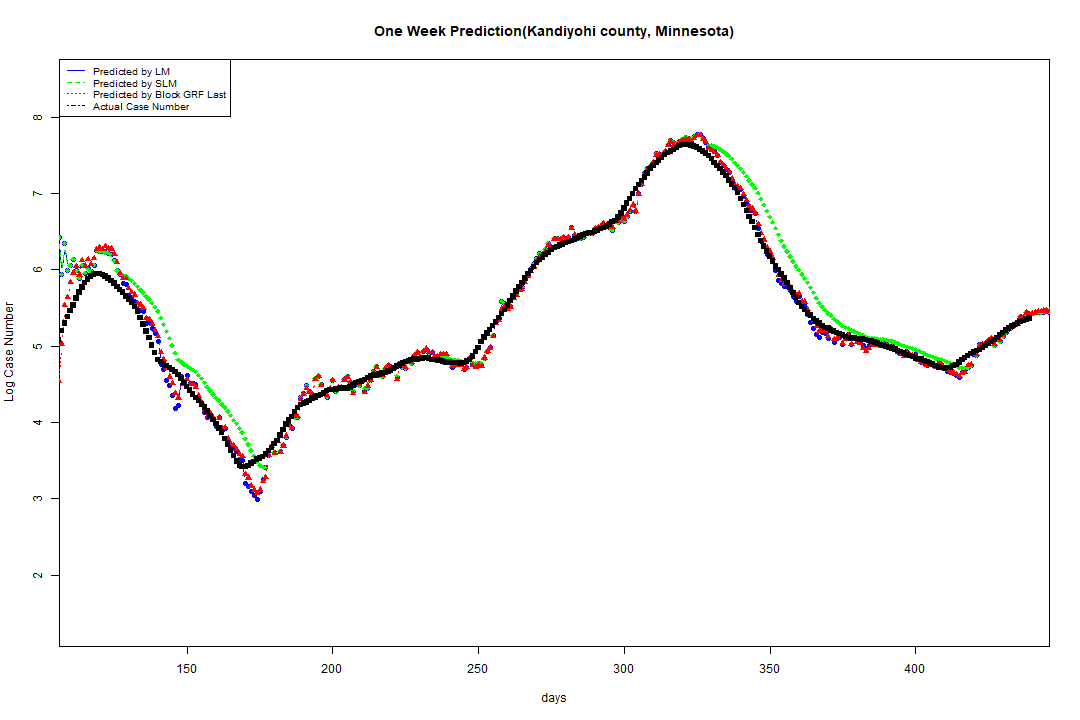 One Week Prediction(Kandiyohi county, Minnesota)
Predicted by LM
Predicted by SLM
Predicted by Block GRF Last
Actual Case Number
8
7
6
5
4
3
2
Log Case Number
150 200 250 300 350 400
days